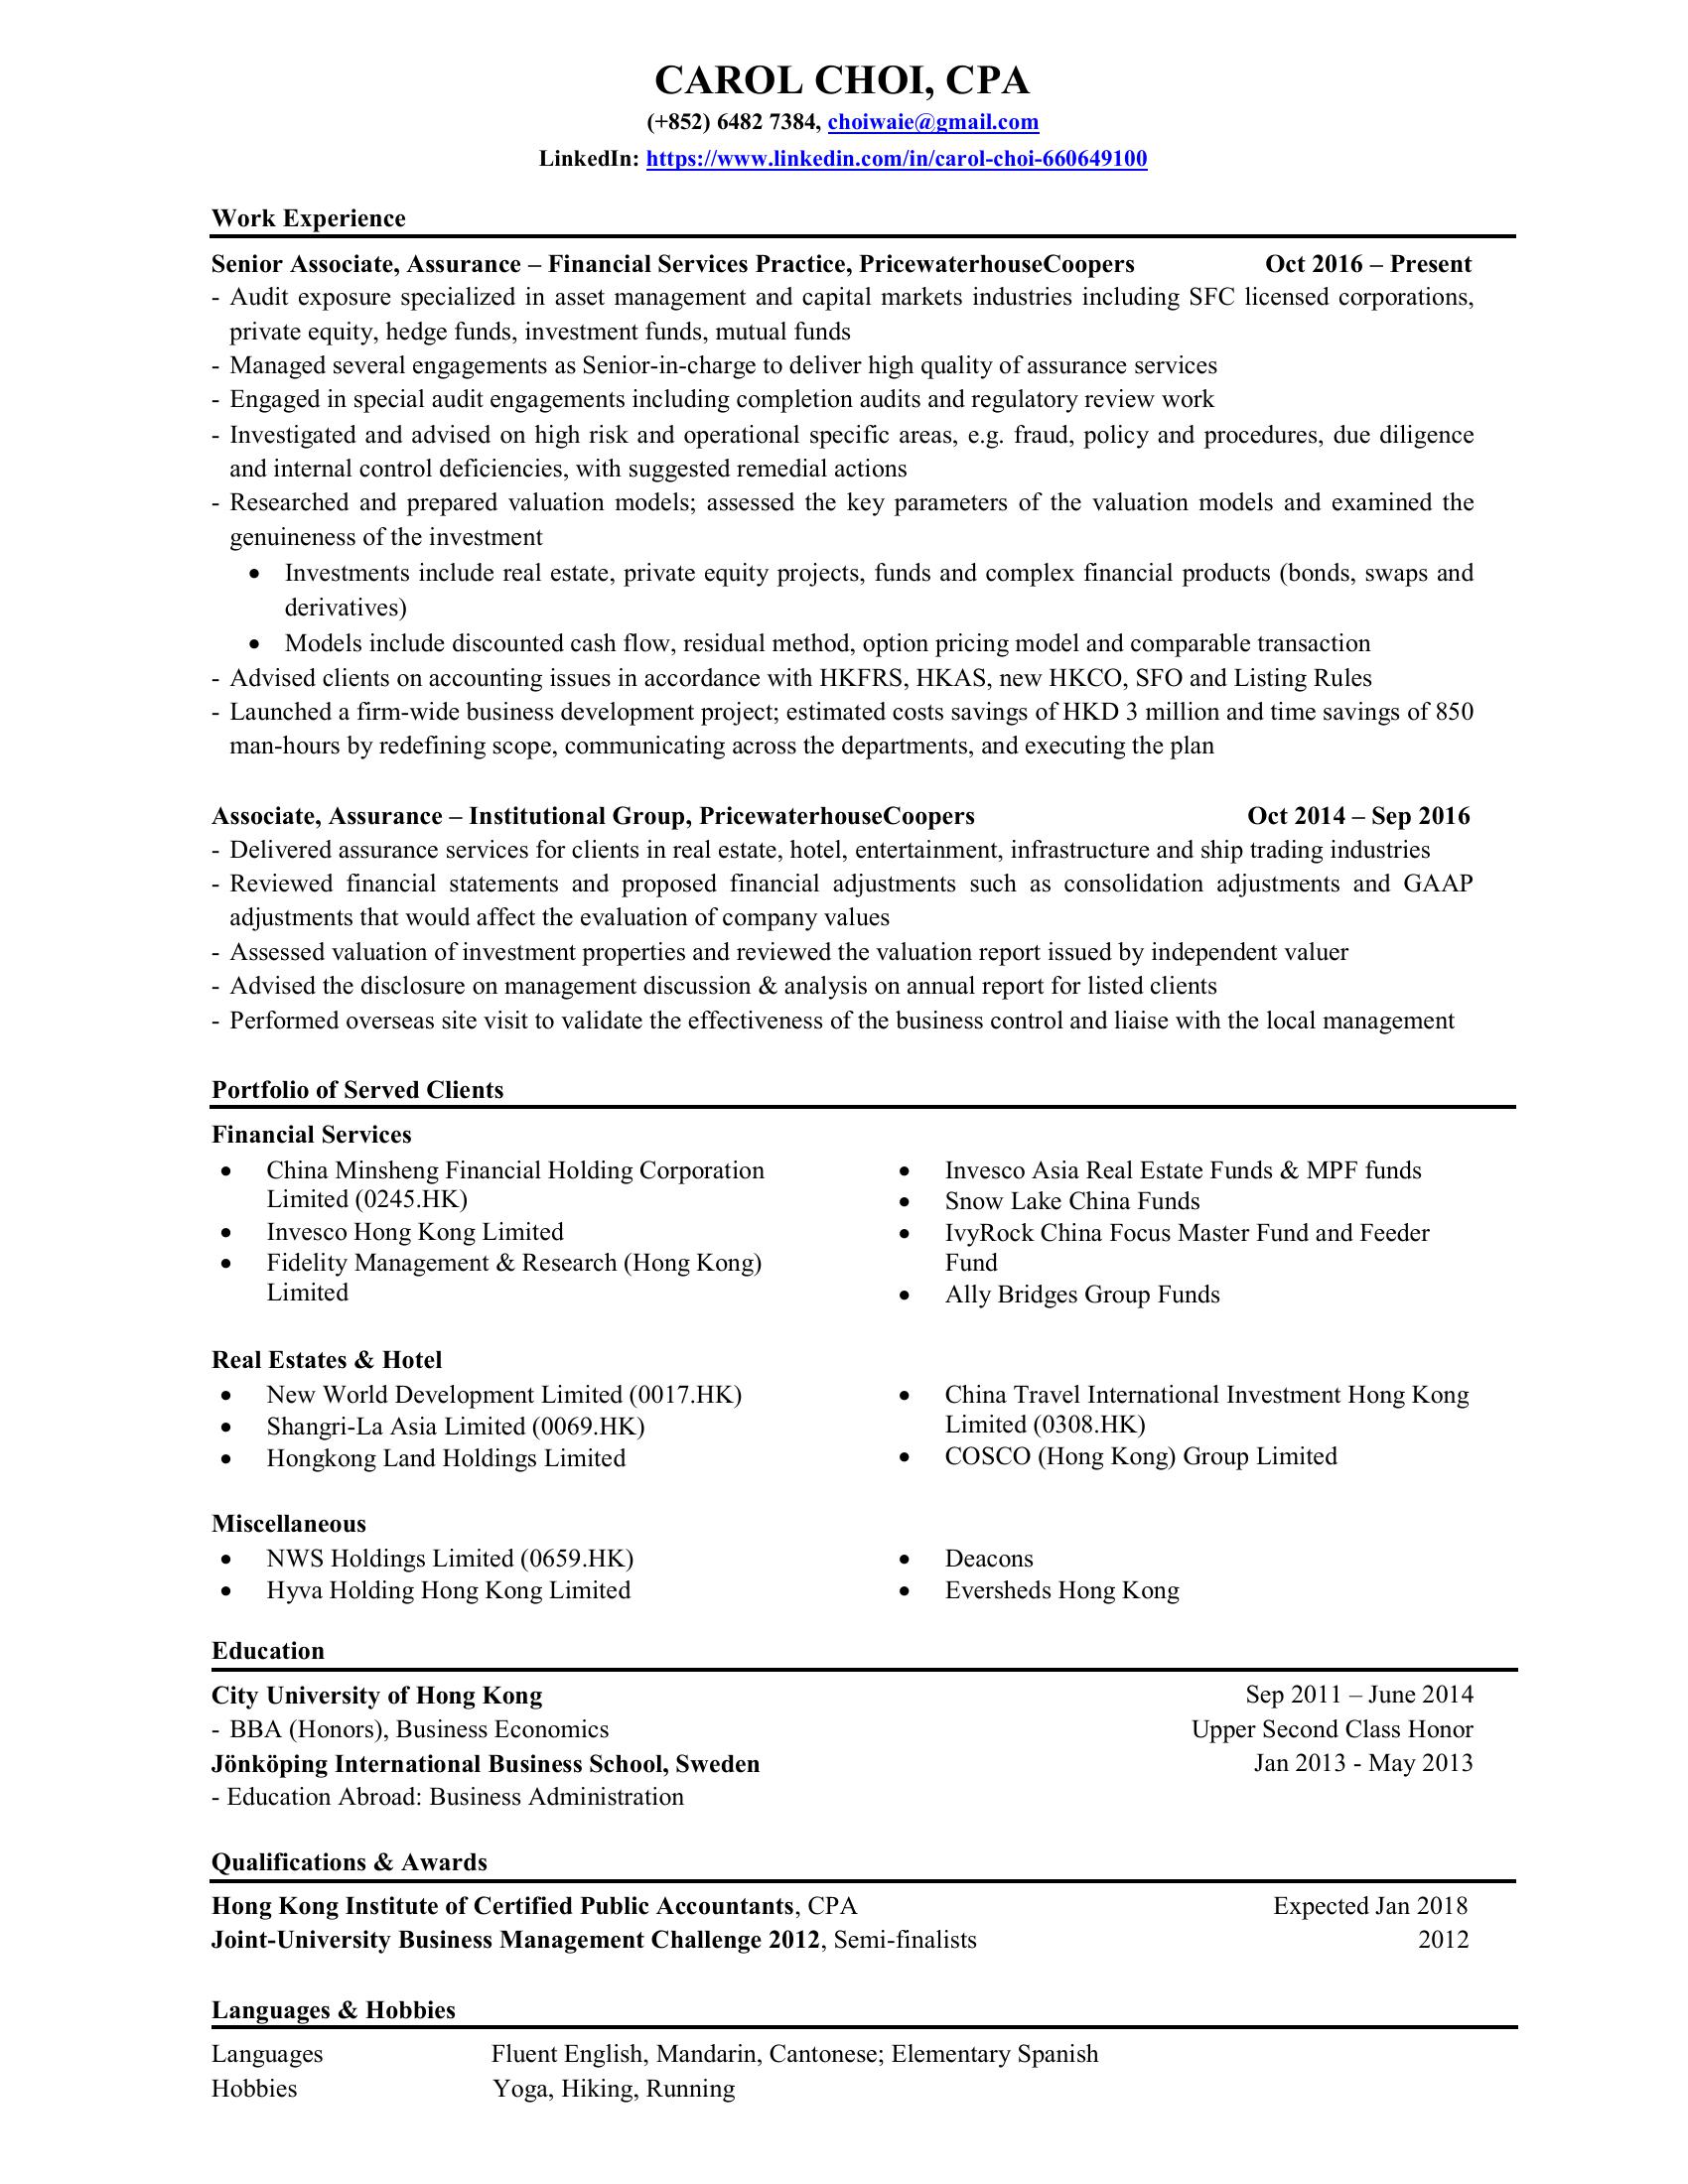 CAROL CHOI, CPA
(+852) 6482 7384, choiwaie@gmail.com
LinkedIn: https://www.linkedin.com/in/carol-choi-660649100
Work Experience
Senior Associate, Assurance – Financial Services Practice, PricewaterhouseCoopers Oct 2016 – Present
- Audit exposure specialized in asset management and capital markets industries including SFC licensed corporations,
private equity, hedge funds, investment funds, mutual funds
- Managed several engagements as Senior-in-charge to deliver high quality of assurance services
- Engaged in special audit engagements including completion audits and regulatory review work
- Investigated and advised on high risk and operational specific areas, e.g. fraud, policy and procedures, due diligence
and internal control deficiencies, with suggested remedial actions
- Researched and prepared valuation models; assessed the key parameters of the valuation models and examined the
genuineness of the investment
• Investments include real estate, private equity projects, funds and complex financial products (bonds, swaps and
derivatives)
• Models include discounted cash flow, residual method, option pricing model and comparable transaction
- Advised clients on accounting issues in accordance with HKFRS, HKAS, new HKCO, SFO and Listing Rules
- Launched a firm-wide business development project; estimated costs savings of HKD 3 million and time savings of 850
man-hours by redefining scope, communicating across the departments, and executing the plan
Associate, Assurance – Institutional Group, PricewaterhouseCoopers Oct 2014 – Sep 2016
- Delivered assurance services for clients in real estate, hotel, entertainment, infrastructure and ship trading industries
- Reviewed financial statements and proposed financial adjustments such as consolidation adjustments and GAAP
adjustments that would affect the evaluation of company values
- Assessed valuation of investment properties and reviewed the valuation report issued by independent valuer
- Advised the disclosure on management discussion & analysis on annual report for listed clients
- Performed overseas site visit to validate the effectiveness of the business control and liaise with the local management
Portfolio of Served Clients
Financial Services
• China Minsheng Financial Holding Corporation
Limited (0245.HK)
• Invesco Hong Kong Limited
• Fidelity Management & Research (Hong Kong)
Limited
• Invesco Asia Real Estate Funds & MPF funds
• Snow Lake China Funds
• IvyRock China Focus Master Fund and Feeder
Fund
• Ally Bridges Group Funds
Real Estates & Hotel
• New World Development Limited (0017.HK)
• Shangri-La Asia Limited (0069.HK)
• Hongkong Land Holdings Limited
• China Travel International Investment Hong Kong
Limited (0308.HK)
• COSCO (Hong Kong) Group Limited
Miscellaneous
• NWS Holdings Limited (0659.HK)
• Hyva Holding Hong Kong Limited
• Deacons
• Eversheds Hong Kong
Education
City University of Hong Kong Sep 2011 – June 2014
- BBA (Honors), Business Economics Upper Second Class Honor
Jönköping International Business School, Sweden Jan 2013 - May 2013
- Education Abroad: Business Administration
Qualifications & Awards
Hong Kong Institute of Certified Public Accountants, CPA Expected Jan 2018
Joint-University Business Management Challenge 2012, Semi-finalists 2012
Languages & Hobbies
Languages Fluent English, Mandarin, Cantonese; Elementary Spanish
Hobbies Yoga, Hiking, Running